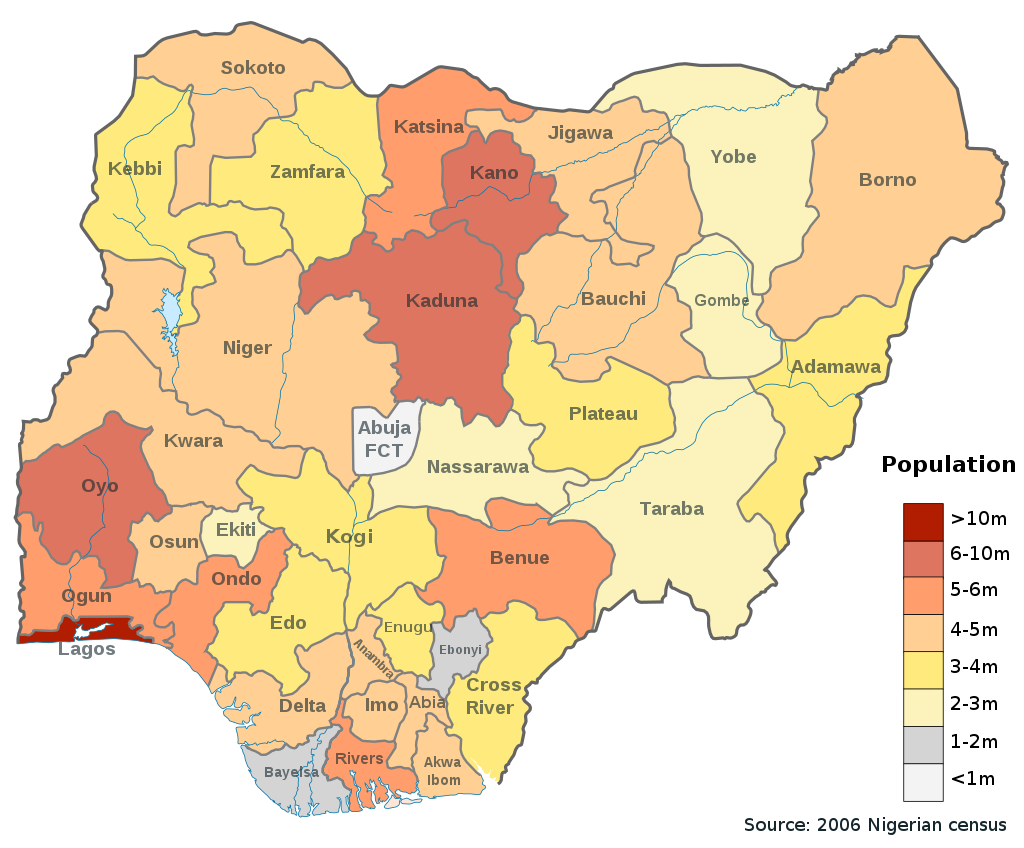 Sokoto
Katsina
Jigawa
Kebbi
Zamfara
Kano
Yobe
Borno
Kaduna
Bauchi
Gombe
Niger
Adamawa
Plateau
Abuja
FCT
Kwara
Nassarawa
Oyo
Taraba
Osun
Ekiti
Kogi
Benue
Ogun
Ondo
Edo
Enugu
Ebonyi
Lagos
Anambra
Cross
River
Delta
Imo
Abia
Bayelsa
Rivers
Akwa
Ibom
Population
>10m
6-10m
5-6m
4-5m
3-4m
2-3m
1-2m
<1m
Source: 2006 Nigerian census